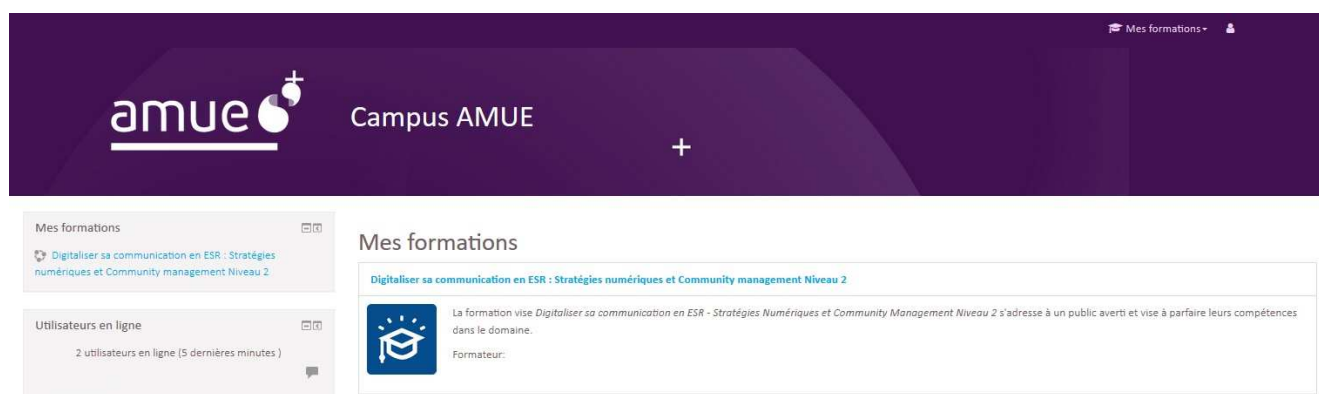 Mes formations
amue
Campus AMUE
Mes formations
Digitaliser sa communication en ESR : Stratégies
numériques et Community management Niveau 2
Utilisateurs en ligne
2 utilisateurs en ligne (5 dernières minutes )
Mes formations
Digitaliser sa communication en ESR : Stratégies numériques et Community management Niveau 2
La formation vise Digitaliser sa communication en ESR - Stratégies Numériques et Community Management Niveau 2 s'adresse à un public averti et vise à parfaire leurs compétences
dans le domaine.
Formateur: